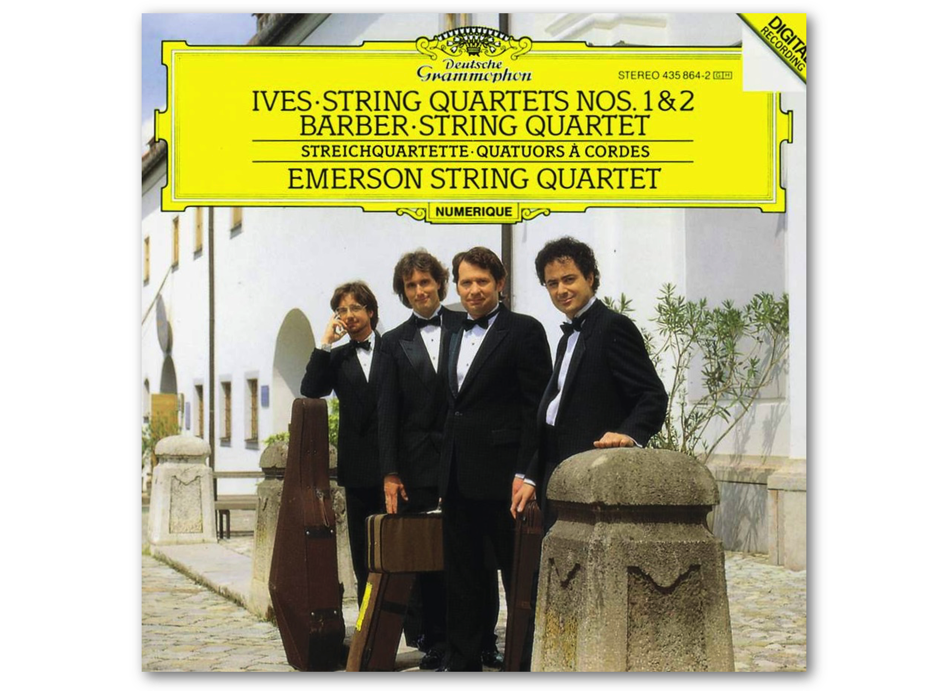 DIGITAL
RECORDING
Deutsche
Grammophon
STEREO 435 864-2 GH
IVES·STRING QUARTETS NOS. 1 & 2
BARBER·STRING QUARTET
STREICHQUARTETTE·QUATUORS À CORDES
EMERSON STRING QUARTET
NUMERIQUE